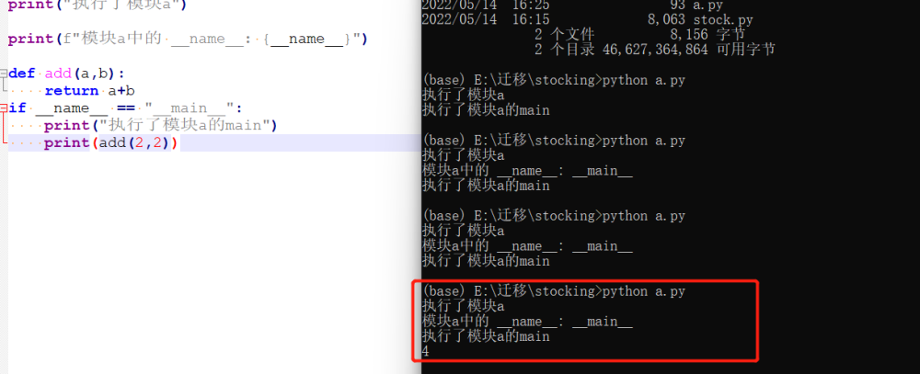 print("执行了模块a")
print(f"模块a中的 __name__: {__name__}")
def add(a,b):
    return a+b
if __name__ == "__main__":
    print("执行了模块a的main")
    print(add(2,2))
2022/05/14  16:25                93 a.py
2022/05/14  16:15             8,063 stock.py
               2 个文件          8,156 字节
               2 个目录 46,627,364,864 可用字节
(base) E:\迁移\stocking>python a.py
执行了模块a
执行了模块a的main
(base) E:\迁移\stocking>python a.py
执行了模块a
模块a中的 __name__: __main__
执行了模块a的main
(base) E:\迁移\stocking>python a.py
执行了模块a
模块a中的 __name__: __main__
执行了模块a的main
(base) E:\迁移\stocking>python a.py
执行了模块a
模块a中的 __name__: __main__
执行了模块a的main
4